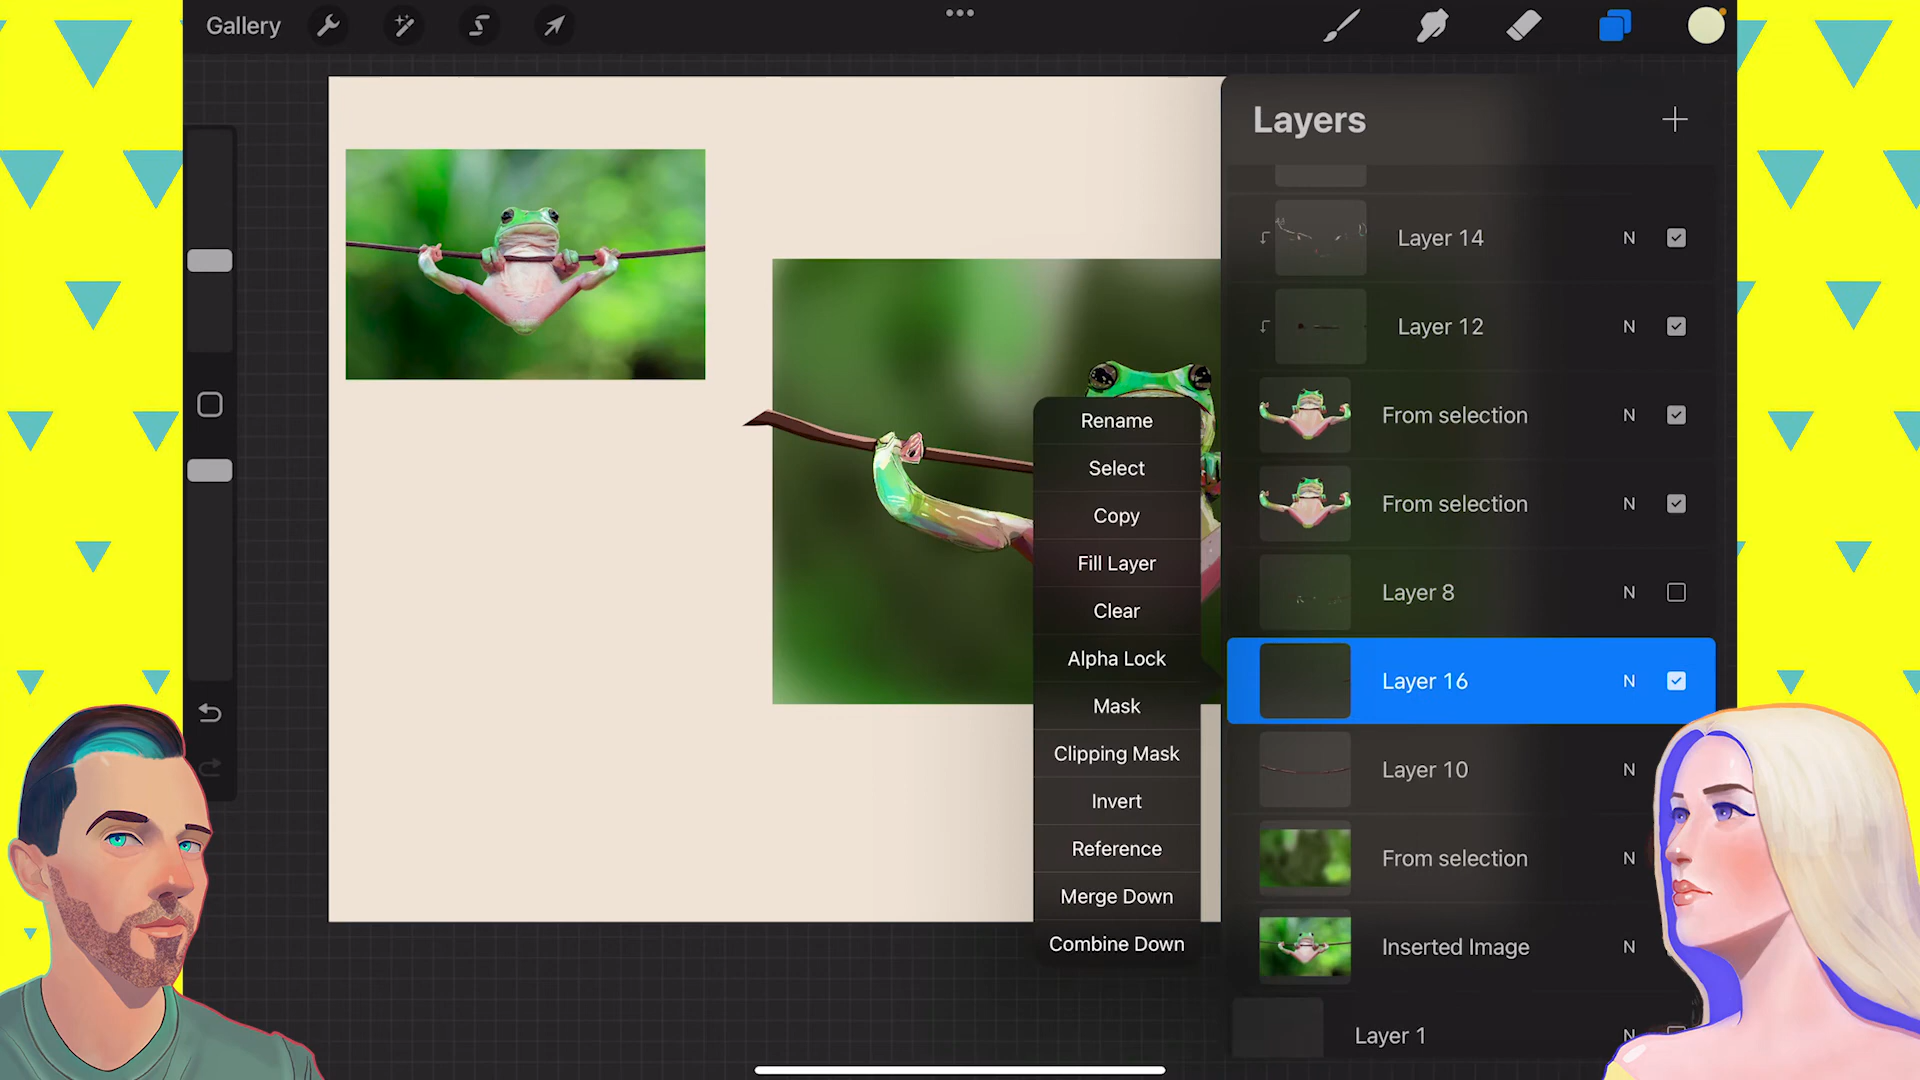 Gallery
Layers
Layer 14
N
Layer 12
N
From selection
N
From selection
N
Layer 8
N
Layer 16
N
Layer 10
N
From selection
N
Inserted Image
N
Layer 1
N
Rename
Select
Copy
Fill Layer
Clear
Alpha Lock
Mask
Clipping Mask
Invert
Reference
Merge Down
Combine Down